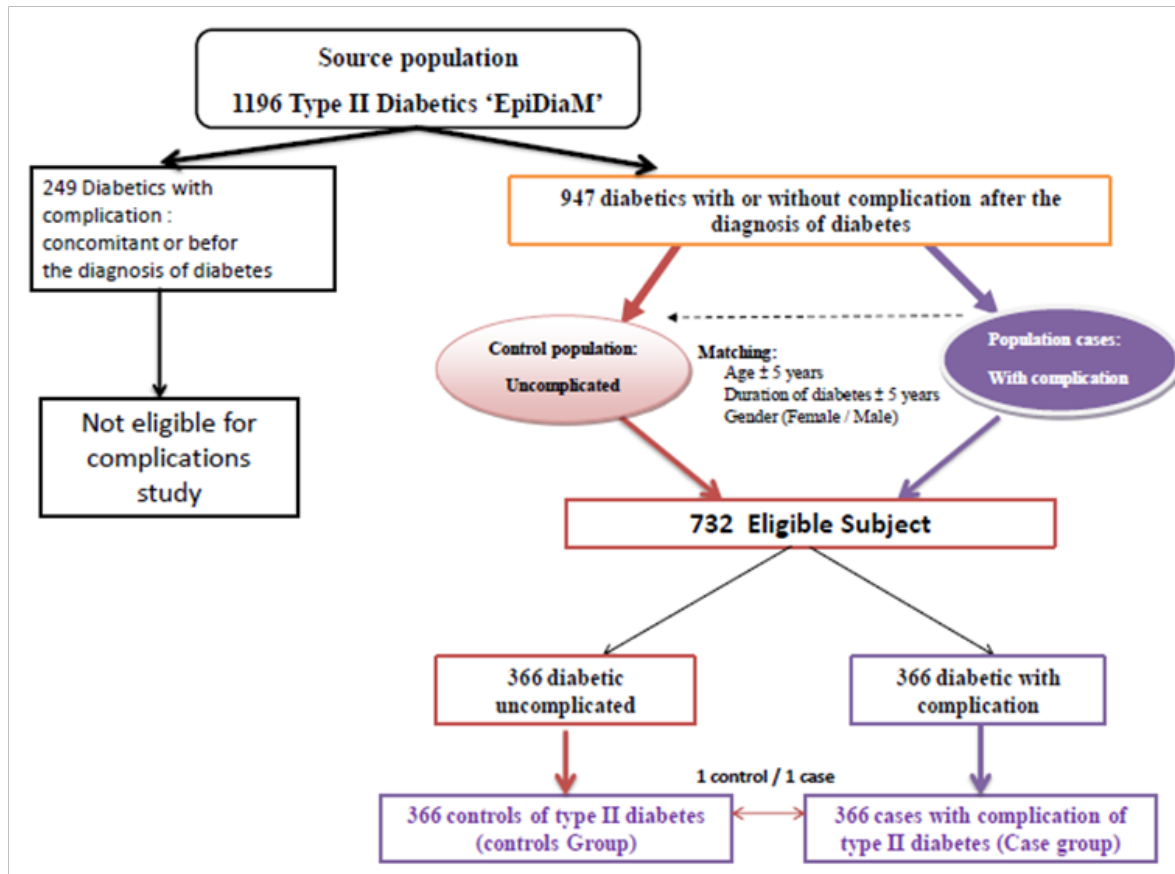 Source population
1196 Type II Diabetics ‘EpiDiaM’
249 Diabetics with
complication :
concomitant or befor
the diagnosis of diabetes
947 diabetics with or without complication after the
diagnosis of diabetes
Control population:
Uncomplicated
Matching:
Age ± 5 years
Duration of diabetes ± 5 years
Gender (Female / Male)
Population cases:
With complication
Not eligible for
complications
study
732 Eligible Subject
366 diabetic
uncomplicated
366 diabetic with
complication
1 control / 1 case
366 controls of type II diabetes
(controls Group)
366 cases with complication of
type II diabetes (Case group)